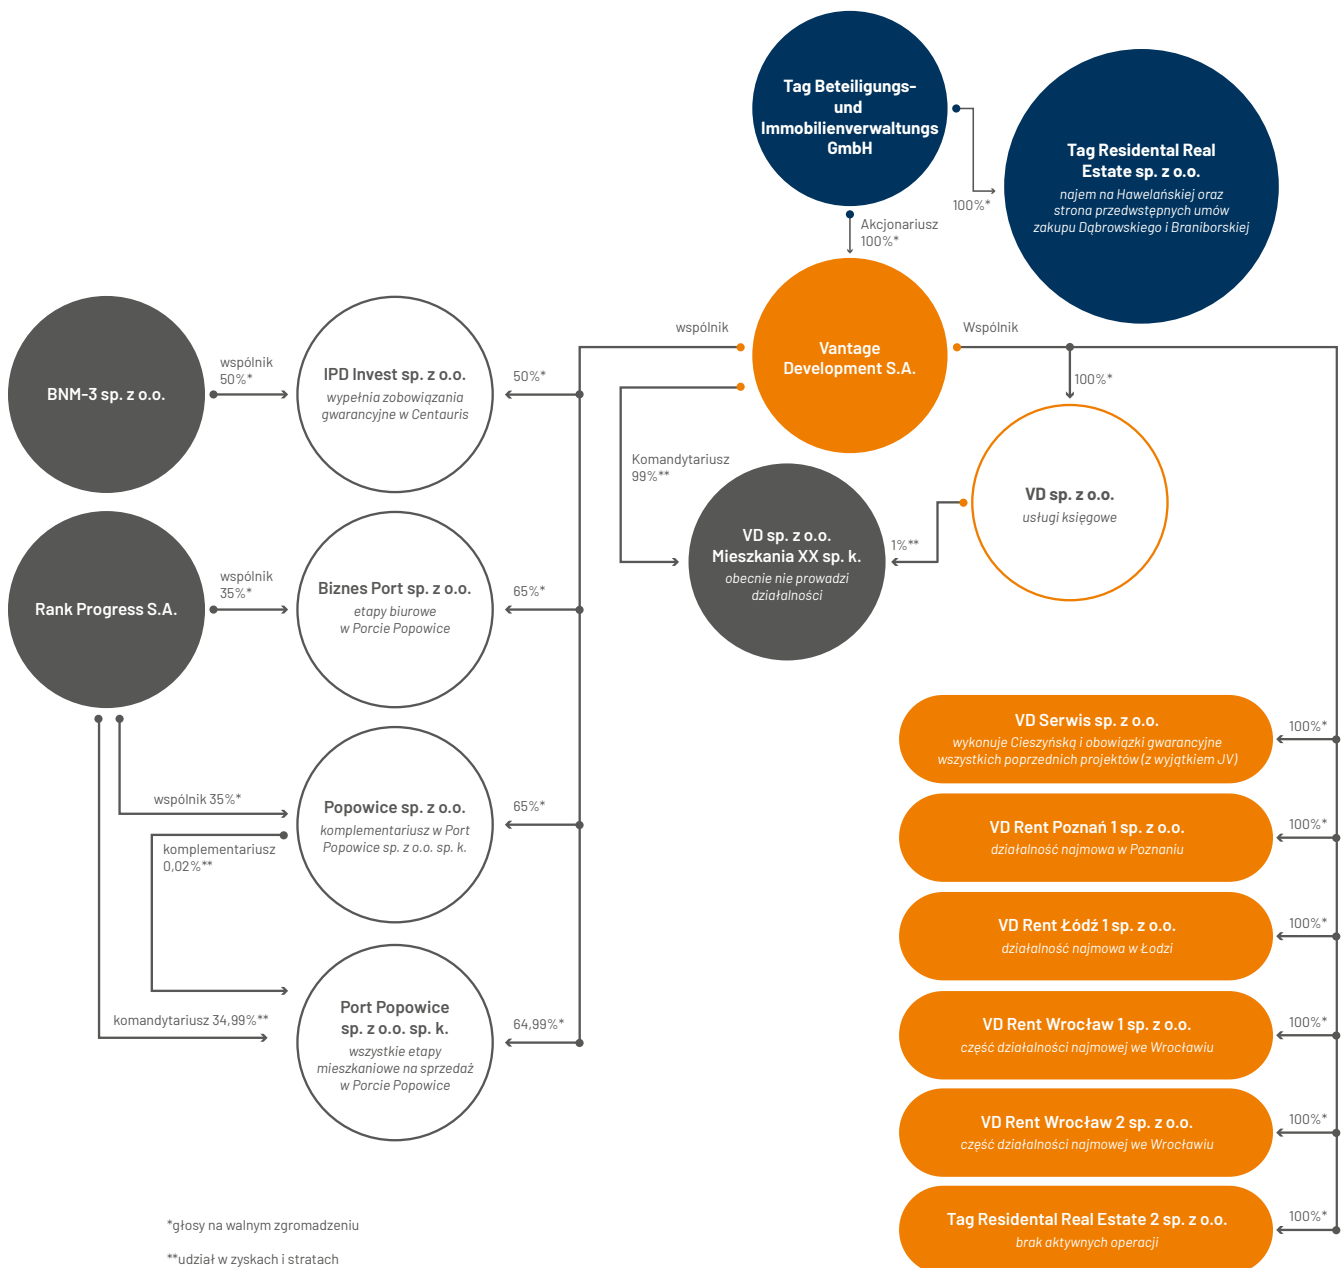 Tag Beteiligungs-
und
Immobilienverwaltungs
GmbH
Tag Residental Real
Estate sp. z o.o.
najem na Hawelańskiej oraz
strona przedwstępnych umów
zakupu Dąbrowskiego i Braniborskiej
100%*
Akcjonariusz
100%*
wspólnik
Vantage
Development S.A.
Wspólnik
BNM-3 sp. z o.o.
wspólnik
50%*
IPD Invest sp. z o.o.
wypełnia zobowiązania
gwarancyjne w Centauris
50%*
100%*
Komandytariusz
99%**
VD sp. z o.o.
Mieszkania XX sp. k.
obecnie nie prowadzi
działalności
1%**
VD sp. z o.o.
usługi księgowe
Rank Progress S.A.
wspólnik
35%*
Biznes Port sp. z o.o.
etapy biurowe
w Porcie Popowice
65%*
wspólnik 35%*
Popowice sp. z o.o.
komplementariusz w Port
Popowice sp. z o.o. sp. k.
65%*
komplementariusz
0,02%**
komandytariusz 34,99%**
Port Popowice
sp. z o.o. sp. k.
wszystkie etapy
mieszkaniowe na sprzedaż
w Porcie Popowice
64,99%*
VD Serwis sp. z o.o.
wykonuje Cieszyńską i obowiązki gwarancyjne
wszystkich poprzednich projektów (z wyjątkiem JV)
100%*
VD Rent Poznań 1 sp. z o.o.
działalność najmowa w Poznaniu
100%*
VD Rent Łódź 1 sp. z o.o.
działalność najmowa w Łodzi
100%*
VD Rent Wrocław 1 sp. z o.o.
część działalności najmowej we Wrocławiu
100%*
VD Rent Wrocław 2 sp. z o.o.
część działalności najmowej we Wrocławiu
100%*
Tag Residental Real Estate 2 sp. z o.o.
brak aktywnych operacji
100%*
*głosy na walnym zgromadzeniu
**udział w zyskach i stratach